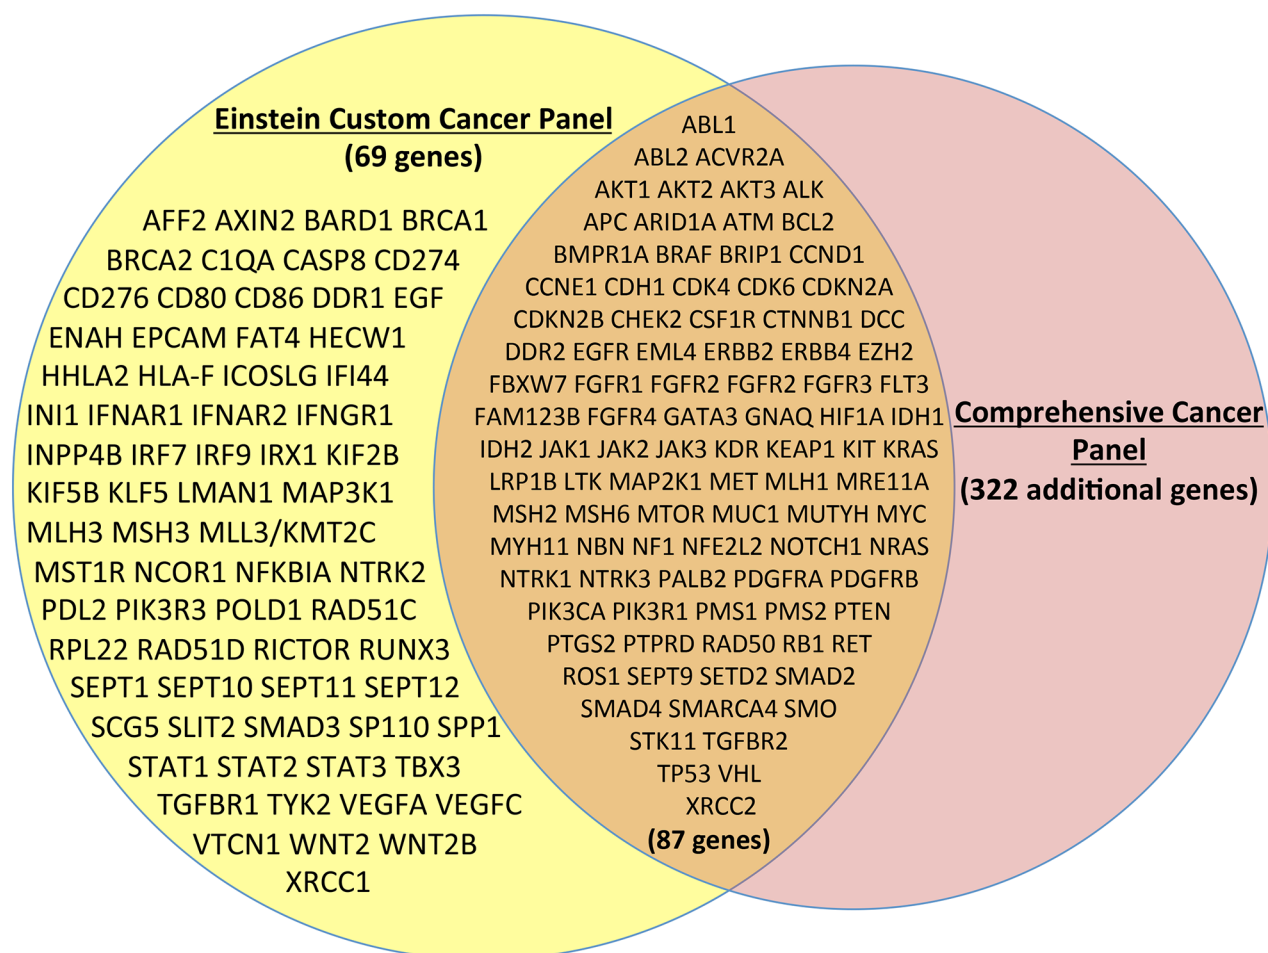 Einstein Custom Cancer Panel
(69 genes)
AFF2 AXIN2 BARD1 BRCA1
BRCA2 C1QA CASP8 CD274
CD276 CD80 CD86 DDR1 EGF
ENAH EPCAM FAT4 HECW1
HHLA2 HLA-F ICOSLG IFI44
INI1 IFNAR1 IFNAR2 IFNGR1
INPP4B IRF7 IRF9 IRX1 KIF2B
KIF5B KLF5 LMAN1 MAP3K1
MLH3 MSH3 MLL3/KMT2C
MST1R NCOR1 NFKBIA NTRK2
PDL2 PIK3R3 POLD1 RAD51C
RPL22 RAD51D RICTOR RUNX3
SEPT1 SEPT10 SEPT11 SEPT12
SCG5 SLIT2 SMAD3 SP110 SPP1
STAT1 STAT2 STAT3 TBX3
TGFBR1 TYK2 VEGFA VEGFC
VTCN1 WNT2 WNT2B
XRCC1
ABL1
ABL2 ACVR2A
AKT1 AKT2 AKT3 ALK
APC ARID1A ATM BCL2
BMPR1A BRAF BRIP1 CCND1
CCNE1 CDH1 CDK4 CDK6 CDKN2A
CDKN2B CHEK2 CSF1R CTNNB1 DCC
DDR2 EGFR EML4 ERBB2 ERBB4 EZH2
FBXW7 FGFR1 FGFR2 FGFR2 FGFR3 FLT3
FAM123B FGFR4 GATA3 GNAQ HIF1A IDH1
IDH2 JAK1 JAK2 JAK3 KDR KEAP1 KIT KRAS
LRP1B LTK MAP2K1 MET MLH1 MRE11A
MSH2 MSH6 MTOR MUC1 MUTYH MYC
MYH11 NBN NF1 NFE2L2 NOTCH1 NRAS
NTRK1 NTRK3 PALB2 PDGFRA PDGFRB
PIK3CA PIK3R1 PMS1 PMS2 PTEN
PTGS2 PTPRD RAD50 RB1 RET
ROS1 SEPT9 SETD2 SMAD2
SMAD4 SMARCA4 SMO
STK11 TGFBR2
TP53 VHL
XRCC2
(87 genes)
Comprehensive Cancer
Panel
(322 additional genes)